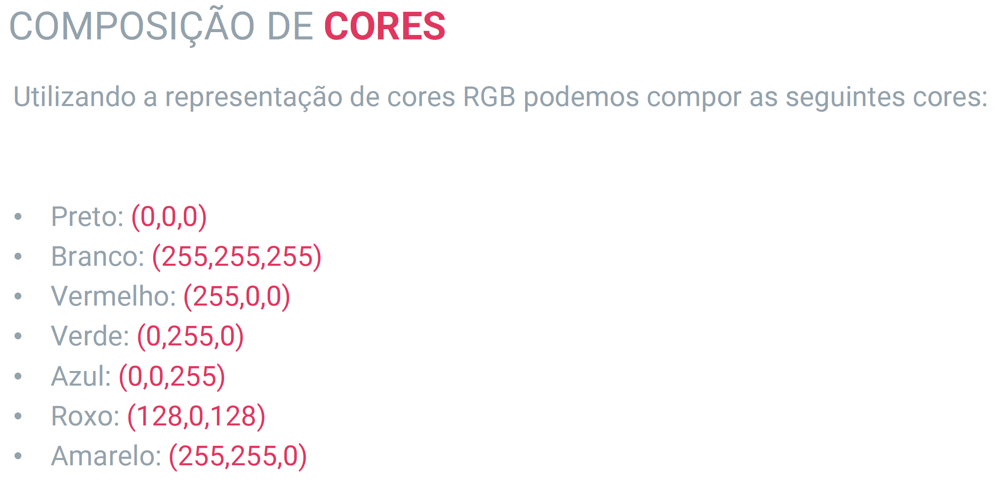 COMPOSIÇÃO DE CORES
Utilizando a representação de cores RGB podemos compor as seguintes cores:
• Preto: (0,0,0)
• Branco: (255,255,255)
• Vermelho: (255,0,0)
• Verde: (0,255,0)
• Azul: (0,0,255)
• Roxo: (128,0,128)
• Amarelo: (255,255,0)